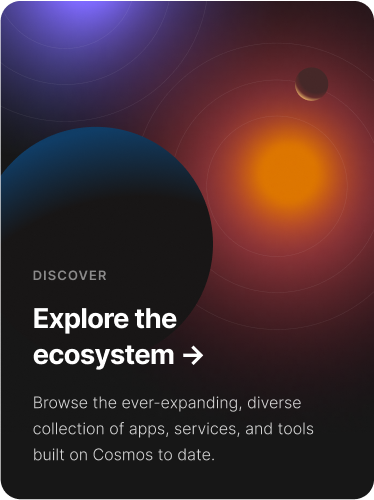 DISCOVER
Explore the
ecosystem →
Browse the ever-expanding, diverse
collection of apps, services, and tools
built on Cosmos to date.